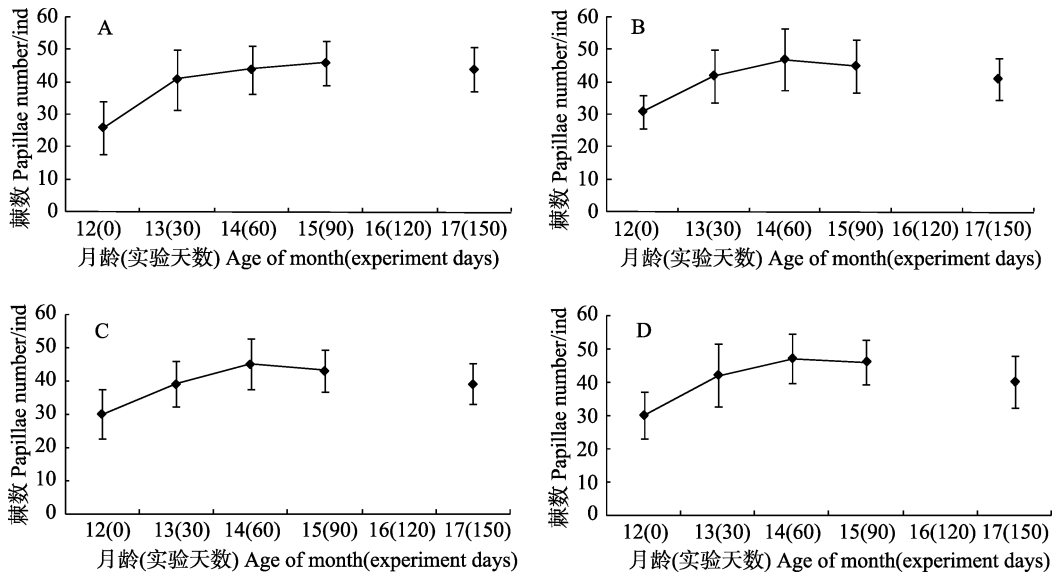 A
棘数 Papillae number/ind
60
50
40
30
20
10
0
12(0) 13(30) 14(60) 15(90) 16(120) 17(150)
月龄(实验天数) Age of month(experiment days)
B
棘数 Papillae number/ind
60
50
40
30
20
10
0
12(0) 13(30) 14(60) 15(90) 16(120) 17(150)
月龄(实验天数) Age of month(experiment days)
C
棘数 Papillae number/ind
60
50
40
30
20
10
0
12(0) 13(30) 14(60) 15(90) 16(120) 17(150)
月龄(实验天数) Age of month(experiment days)
D
棘数 Papillae number/ind
60
50
40
30
20
10
0
12(0) 13(30) 14(60) 15(90) 16(120) 17(150)
月龄(实验天数) Age of month(experiment days)